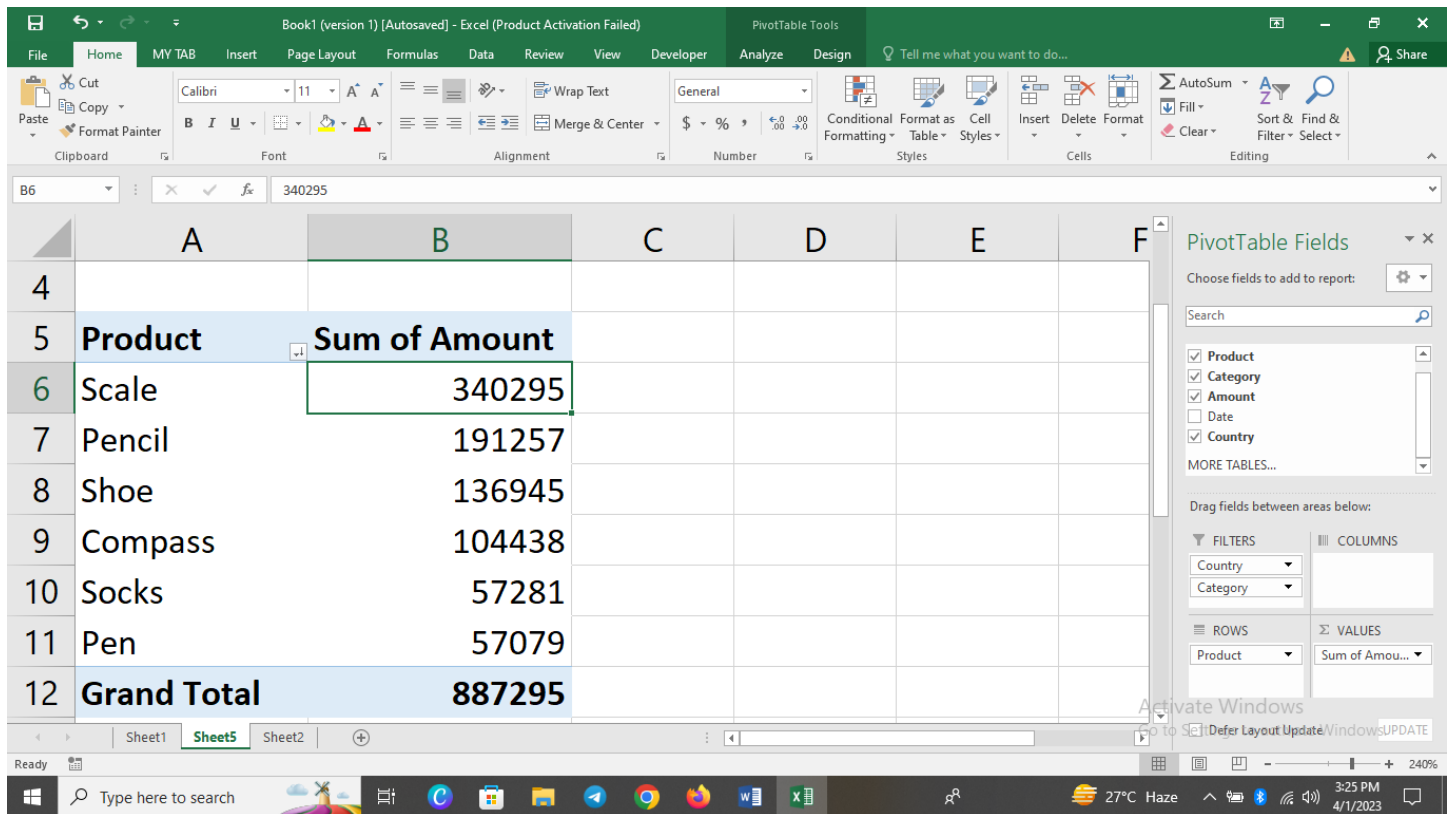 Book1 (version 1) [Autosaved] - Excel (Product Activation Failed)
PivotTable Tools
File Home MY TAB Insert Page Layout Formulas Data Review View Developer Analyze Design Tell me what you want to do... Share
Paste
Cut
Copy
Format Painter
Clipboard
Calibri 11
B I U
Font
Wrap Text
Merge & Center
Alignment
General
$ % ,
Number
Conditional Formatting
Format as Table
Cell Styles
Styles
Insert Delete Format
Cells
AutoSum
Fill
Clear
Sort & Filter
Find & Select
Editing
B6 fx 340295
A B C D E F
4
5 Product Sum of Amount
6 Scale 340295
7 Pencil 191257
8 Shoe 136945
9 Compass 104438
10 Socks 57281
11 Pen 57079
12 Grand Total 887295
PivotTable Fields
Choose fields to add to report:
Search
Product
Category
Amount
Date
Country
MORE TABLES...
Drag fields between areas below:
FILTERS
Country
Category
COLUMNS
ROWS
Product
Σ VALUES
Sum of Amou...
Activate Windows
Go to Settings to activate Windows.
Defer Layout Update UPDATE
Sheet1 Sheet5 Sheet2
Ready 240%
Type here to search
27°C Haze
3:25 PM
4/1/2023